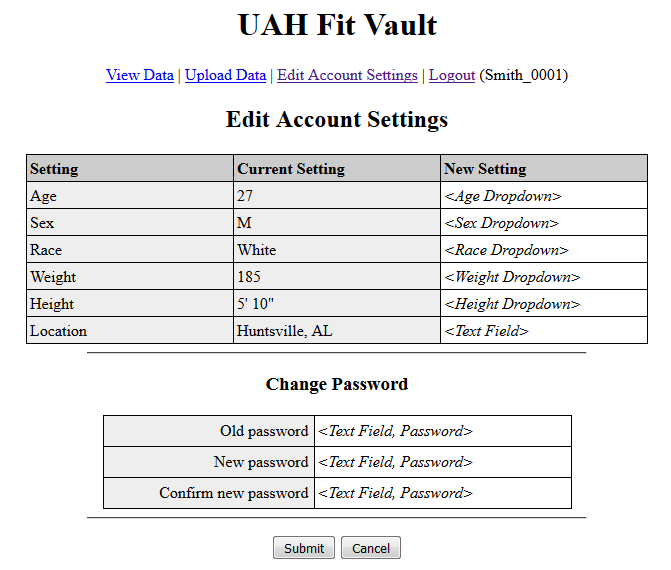 UAH Fit Vault
View Data | Upload Data | Edit Account Settings | Logout (Smith_0001)
Edit Account Settings
Setting Current Setting New Setting
Age 27 <Age Dropdown>
Sex M <Sex Dropdown>
Race White <Race Dropdown>
Weight 185 <Weight Dropdown>
Height 5' 10" <Height Dropdown>
Location Huntsville, AL <Text Field>
Change Password
Old password <Text Field, Password>
New password <Text Field, Password>
Confirm new password <Text Field, Password>
Submit Cancel